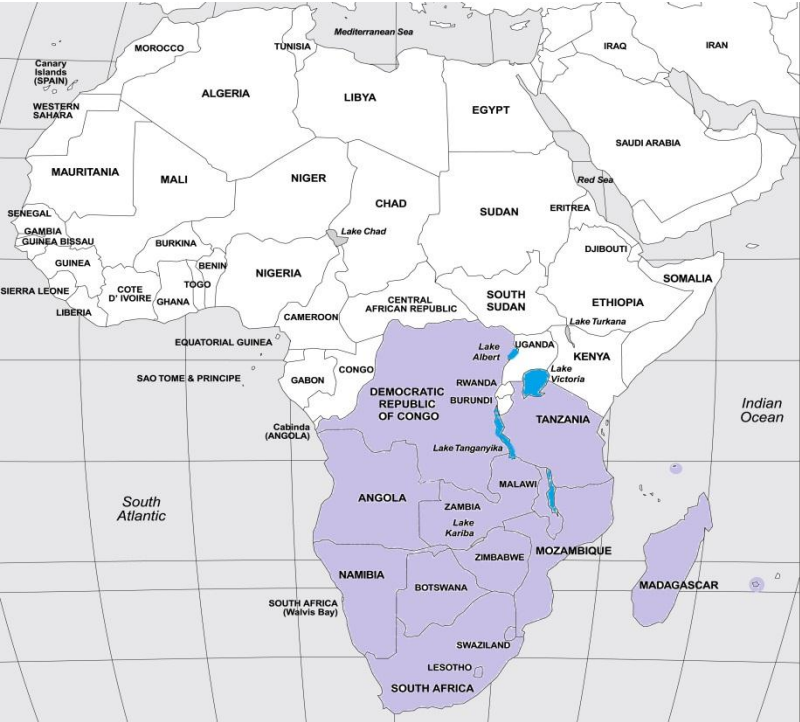 Mediterranean Sea
MOROCCO
TUNISIA
IRAQ
IRAN
Canary
Islands
(SPAIN)
ALGERIA
LIBYA
EGYPT
WESTERN
SAHARA
SAUDI ARABIA
MAURITANIA
MALI
NIGER
CHAD
SUDAN
Red Sea
ERITREA
SENEGAL
GAMBIA
GUINEA BISSAU
Lake Chad
BURKINA
DJIBOUTI
GUINEA
BENIN
NIGERIA
SOMALIA
SIERRA LEONE
COTE
D' IVOIRE
TOGO
GHANA
LIBERIA
CENTRAL
AFRICAN REPUBLIC
SOUTH
SUDAN
ETHIOPIA
CAMEROON
Lake Turkana
EQUATORIAL GUINEA
Lake
Albert
UGANDA
KENYA
SAO TOME & PRINCIPE
GABON
CONGO
Lake
Victoria
RWANDA
BURUNDI
DEMOCRATIC
REPUBLIC
OF CONGO
TANZANIA
Indian
Ocean
Cabinda
(ANGOLA)
Lake Tanganyika
South
Atlantic
ANGOLA
MALAWI
ZAMBIA
Lake
Kariba
MOZAMBIQUE
ZIMBABWE
NAMIBIA
BOTSWANA
MADAGASCAR
SOUTH AFRICA
(Walvis Bay)
SWAZILAND
LESOTHO
SOUTH AFRICA